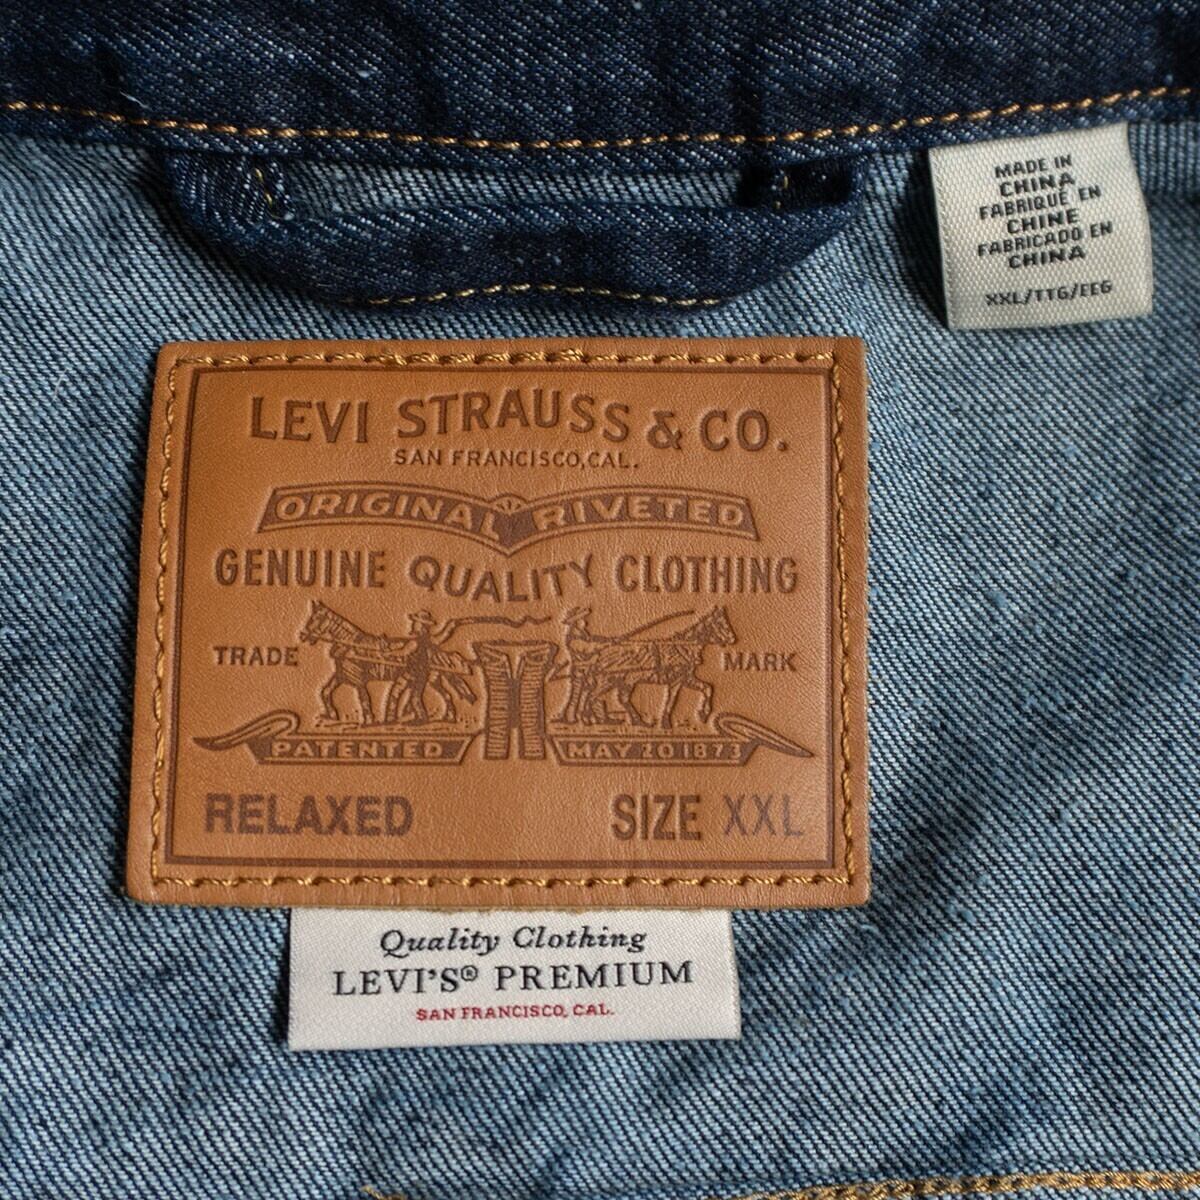 MADE IN
CHINA
FABRIQUÉ EN
CHINE
FABRICADO EN
CHINA
XXL/TTG/EEG
LEVI STRAUSS & CO.
SAN FRANCISCO, CAL.
ORIGINAL RIVETED
GENUINE QUALITY CLOTHING
TRADE MARK
PATENTED MAY 20 1873
RELAXED SIZE XXL
Quality Clothing
LEVI'S® PREMIUM
SAN FRANCISCO, CAL.